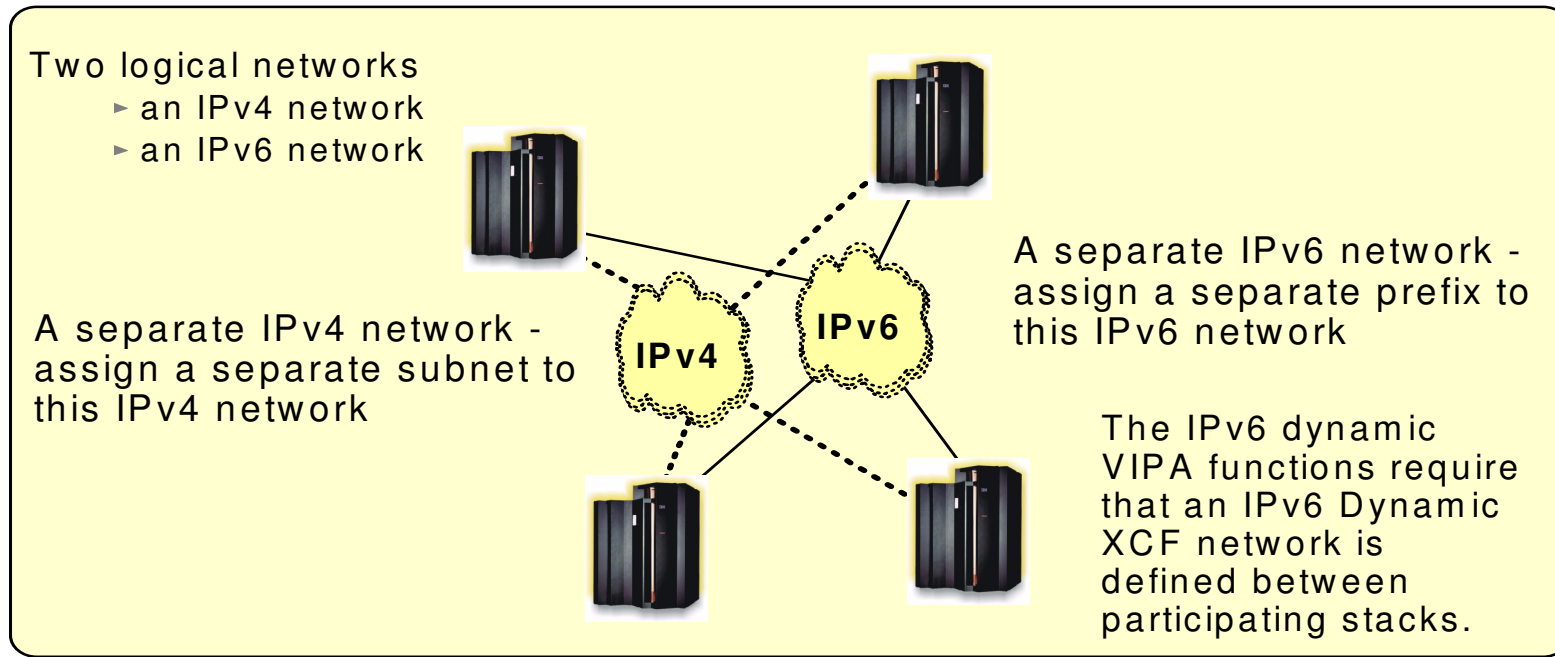 Two logical networks
► an IPv4 network
► an IPv6 network
A separate IPv6 network -
assign a separate prefix to
this IPv6 network
IPv6
IPv4
A separate IPv4 network -
assign a separate subnet to
this IPv4 network
The IPv6 dynamic
VIPA functions require
that an IPv6 Dynamic
XCF network is
defined between
participating stacks.